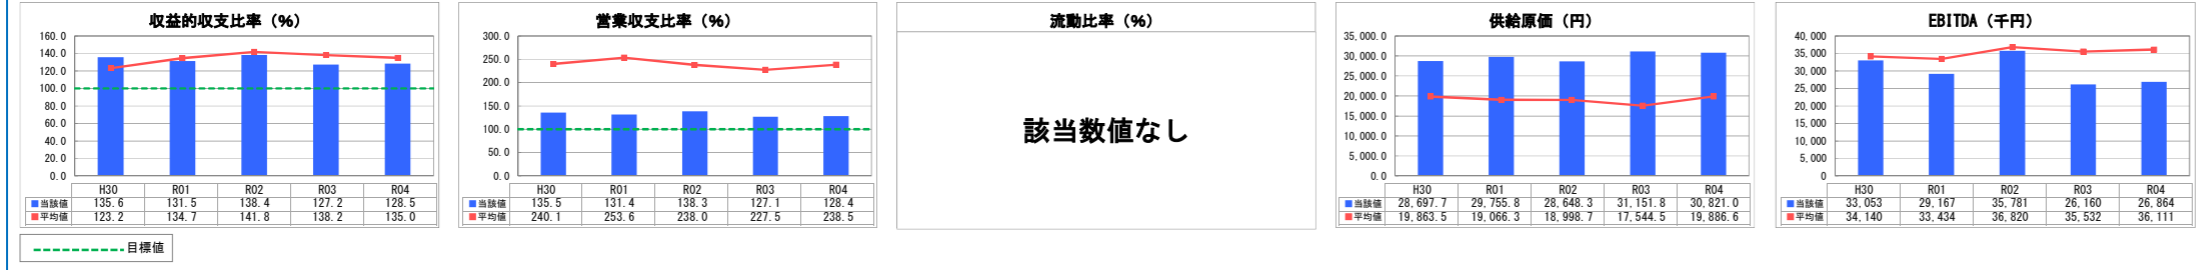 収益的収支比率（％）
160.0
140.0
120.0
100.0
80.0
60.0
40.0
20.0
0.0
H30 R01 R02 R03 R04
当該値 135.6 131.5 138.4 127.2 128.5
平均値 123.2 134.7 141.8 138.2 135.0
営業収支比率（％）
300.0
250.0
200.0
150.0
100.0
50.0
0.0
H30 R01 R02 R03 R04
当該値 135.5 131.4 138.3 127.1 128.4
平均値 240.1 253.6 238.0 227.5 238.5
流動比率（％）
該当数値なし
供給原価（円）
35,000.0
30,000.0
25,000.0
20,000.0
15,000.0
10,000.0
5,000.0
0.0
H30 R01 R02 R03 R04
当該値 28,697.7 29,755.8 28,648.3 31,151.8 30,821.0
平均値 19,863.5 19,066.3 18,998.7 17,544.5 19,886.6
EBITDA（千円）
40,000
35,000
30,000
25,000
20,000
15,000
10,000
5,000
0
H30 R01 R02 R03 R04
当該値 33,053 29,167 35,781 26,160 26,864
平均値 34,140 33,434 36,820 35,532 36,111
目標値